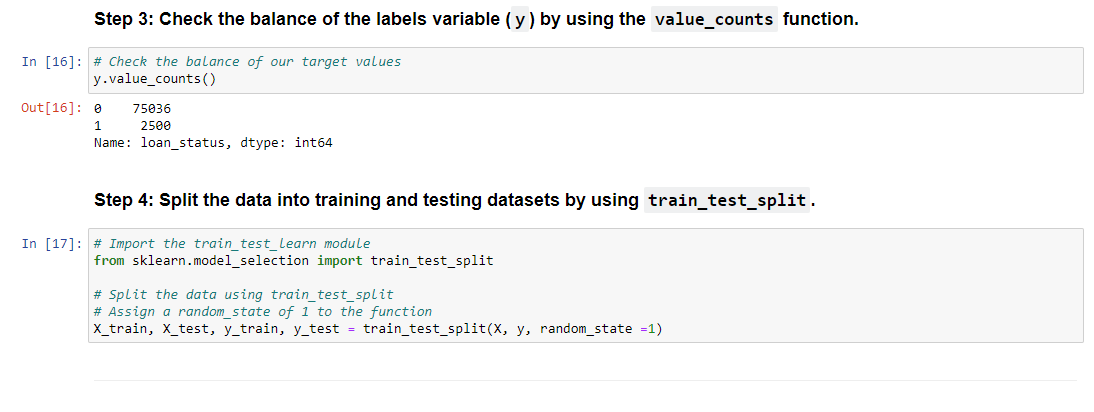 Step 3: Check the balance of the labels variable (y) by using the value_counts function.
In [16]: # Check the balance of our target values
y.value_counts()
Out[16]: 0    75036
1     2500
Name: loan_status, dtype: int64
Step 4: Split the data into training and testing datasets by using train_test_split.
In [17]: # Import the train_test_learn module
from sklearn.model_selection import train_test_split
# Split the data using train_test_split
# Assign a random_state of 1 to the function
X_train, X_test, y_train, y_test = train_test_split(X, y, random_state =1)